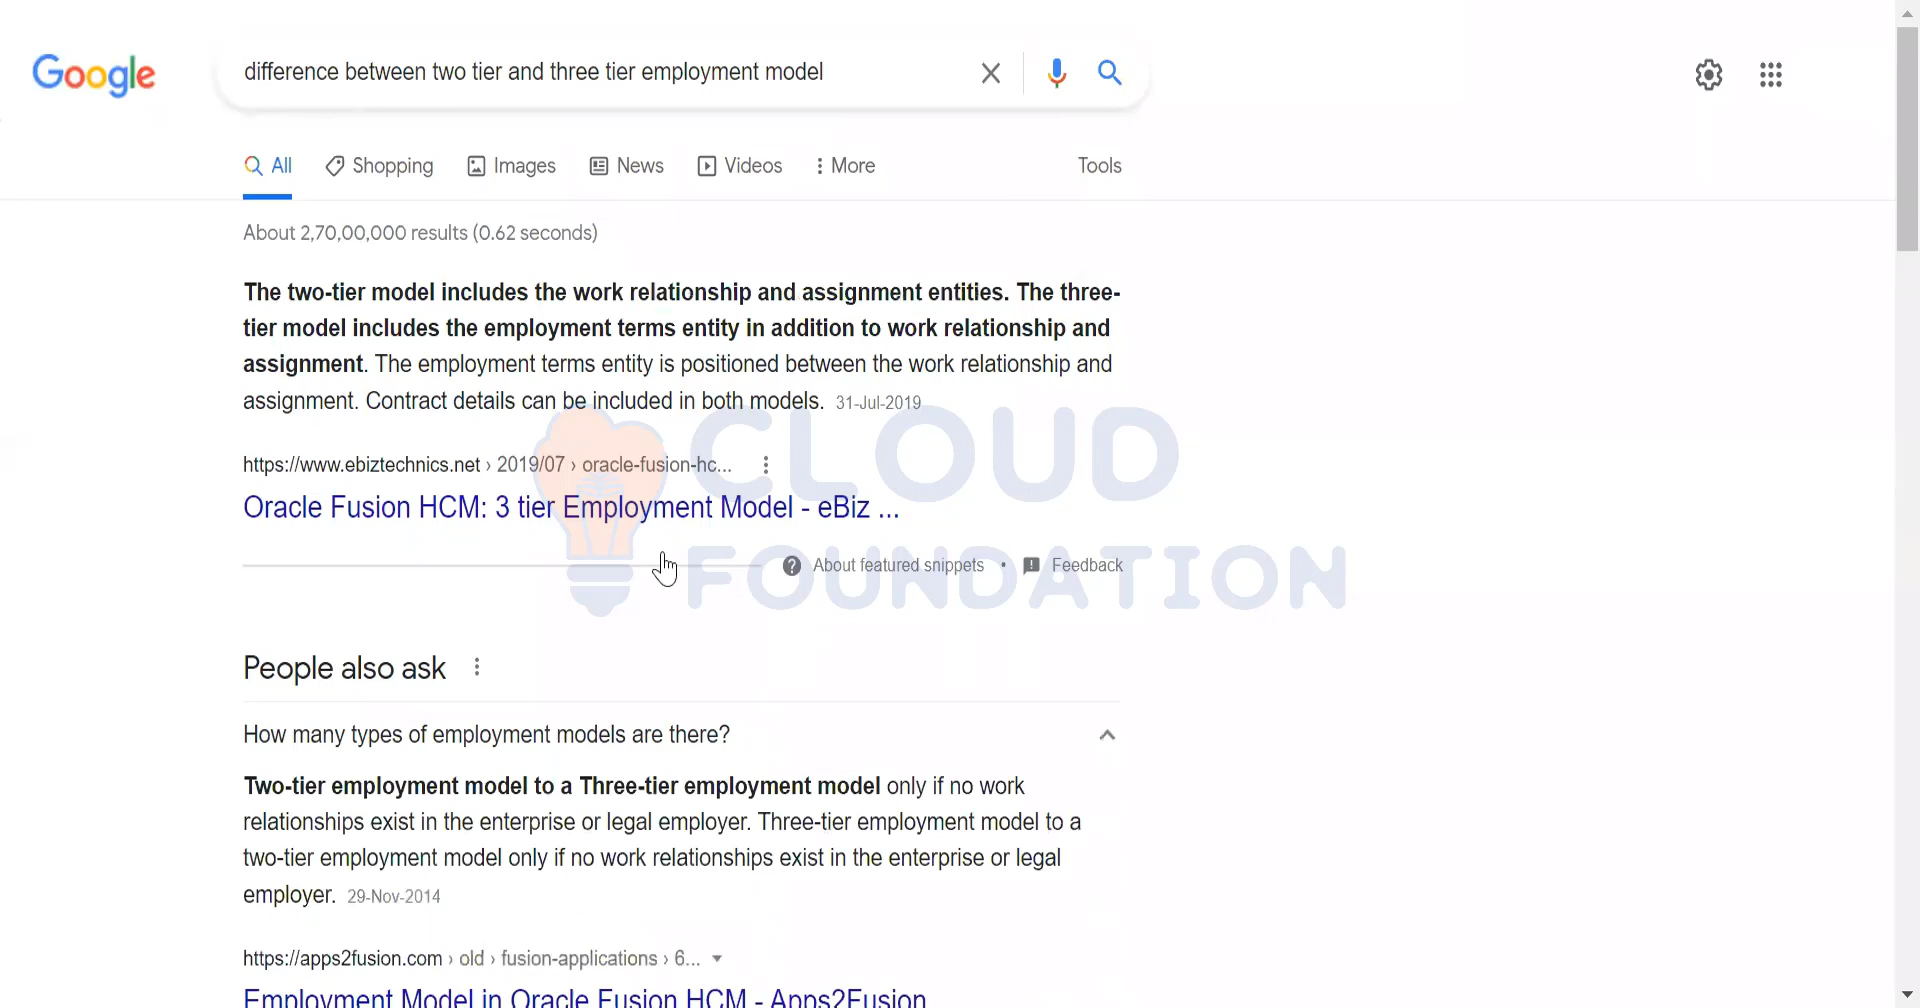 Google
difference between two tier and three tier employment model
All Shopping Images News Videos More Tools
About 2,70,00,000 results (0.62 seconds)
The two-tier model includes the work relationship and assignment entities. The three-
tier model includes the employment terms entity in addition to work relationship and
assignment. The employment terms entity is positioned between the work relationship and
assignment. Contract details can be included in both models. 31-Jul-2019
CLOUD
https://www.ebiztechnics.net › 2019/07 › oracle-fusion-hc...
Oracle Fusion HCM: 3 tier Employment Model - eBiz ...
FOUNDATION
About featured snippets • Feedback
People also ask
How many types of employment models are there?
Two-tier employment model to a Three-tier employment model only if no work
relationships exist in the enterprise or legal employer. Three-tier employment model to a
two-tier employment model only if no work relationships exist in the enterprise or legal
employer. 29-Nov-2014
https://apps2fusion.com › old › fusion-applications › 6...
Employment Model in Oracle Fusion HCM - Apps2Fusion